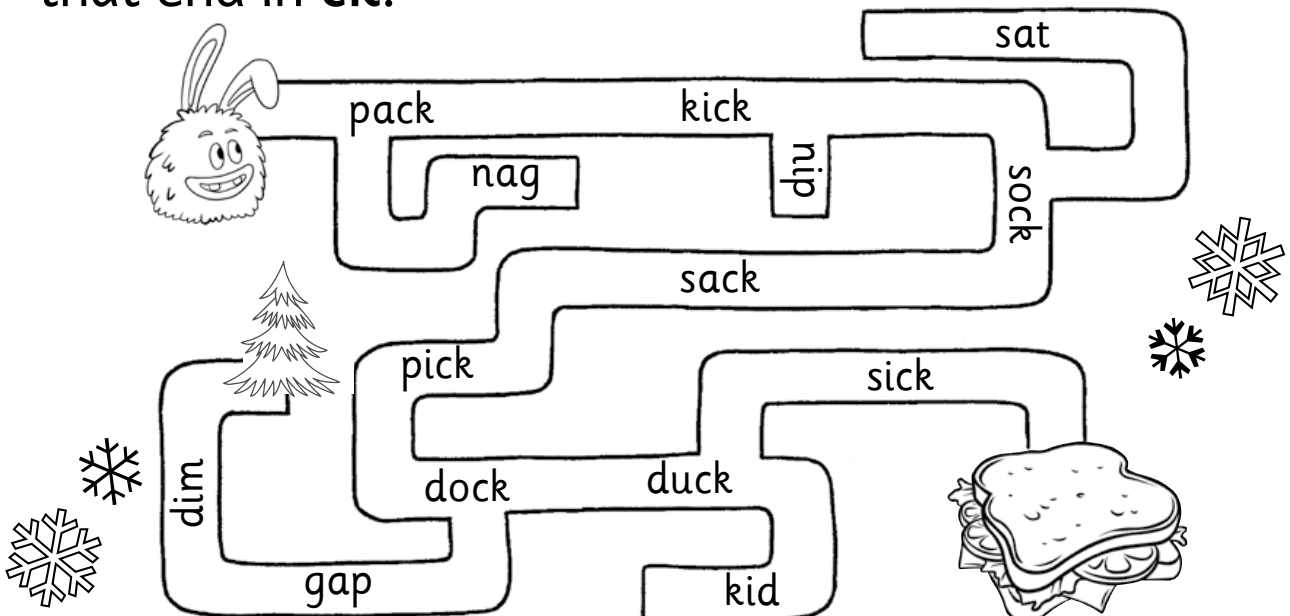 that end in ck.
sat
pack
kick
nag
nip
sock
sack
pick
sick
dim
dock
duck
gap
kid